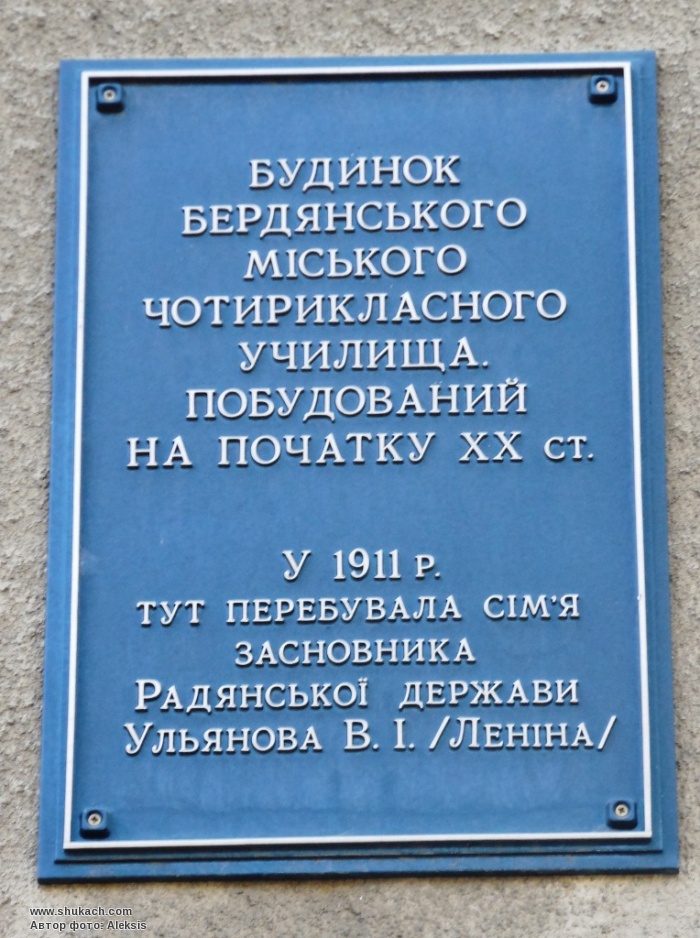 БУДИНОК
БЕРДЯНСЬКОГО
МІСЬКОГО
ЧОТИРИКЛАСНОГО
УЧИЛИЩА.
ПОБУДОВАНИЙ
НА ПОЧАТКУ XX СТ.
У 1911 Р.
ТУТ ПЕРЕБУВАЛА СІМ'Я
ЗАСНОВНИКА
РАДЯНСЬКОЇ ДЕРЖАВИ
УЛЬЯНОВА В. І. /ЛЕНІНА/
www.shukach.com
Автор фото: Aleksis